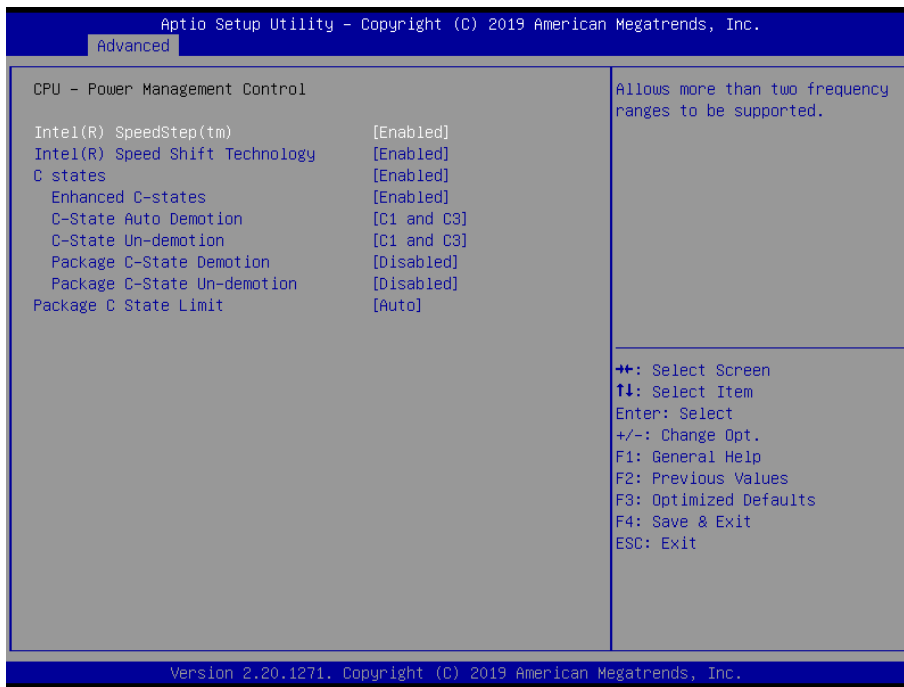 Aptio Setup Utility – Copyright (C) 2019 American Megatrends, Inc.
Advanced
CPU – Power Management Control
Intel(R) SpeedStep(tm) [Enabled]
Intel(R) Speed Shift Technology [Enabled]
C states [Enabled]
Enhanced C-states [Enabled]
C-State Auto Demotion [C1 and C3]
C-State Un-demotion [C1 and C3]
Package C-State Demotion [Disabled]
Package C-State Un-demotion [Disabled]
Package C State Limit [Auto]
Allows more than two frequency
ranges to be supported.
→←: Select Screen
↑↓: Select Item
Enter: Select
+/-: Change Opt.
F1: General Help
F2: Previous Values
F3: Optimized Defaults
F4: Save & Exit
ESC: Exit
Version 2.20.1271. Copyright (C) 2019 American Megatrends, Inc.